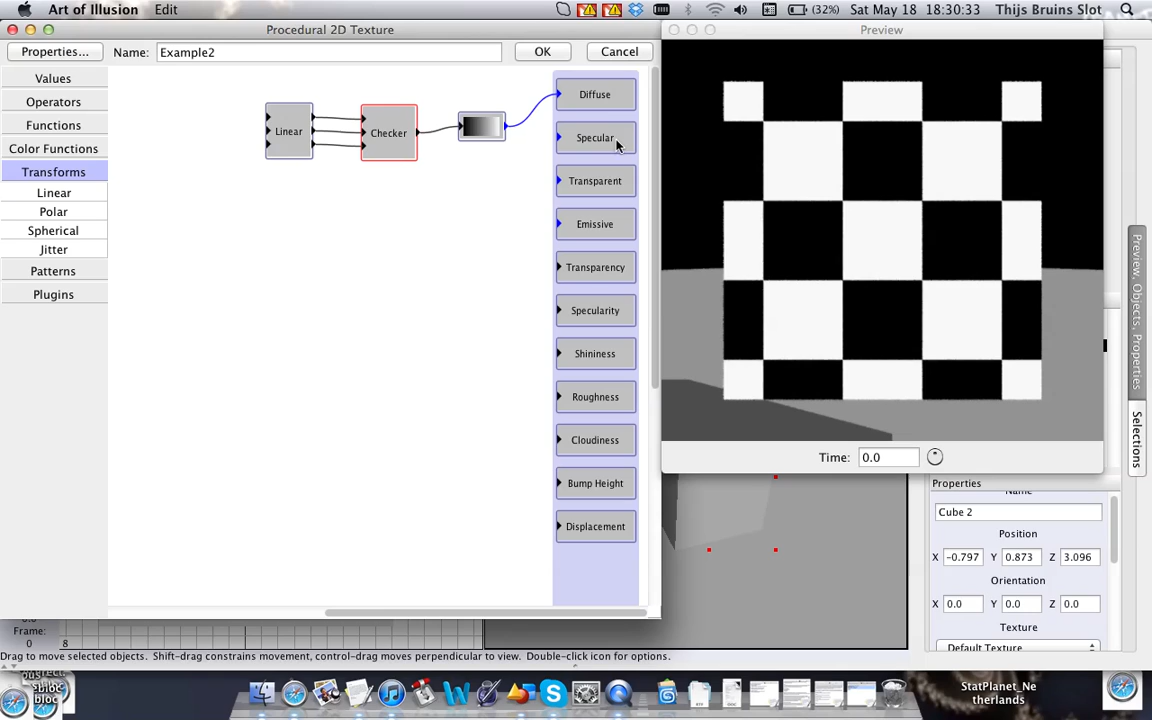 Art of Illusion Edit
(32%) Sat May 18 18:30:33 Thijs Bruins Slot
Procedural 2D Texture
Preview
Properties... Name: Example2 OK Cancel
Values
Operators
Functions
Color Functions
Transforms
Linear
Polar
Spherical
Jitter
Patterns
Plugins
Linear
Checker
Diffuse
Specular
Transparent
Emissive
Transparency
Specularity
Shininess
Roughness
Cloudiness
Bump Height
Displacement
Time: 0.0
Preview, Objects, Properties
Selections
Properties
Name
Cube 2
Position
X -0.797 Y 0.873 Z 3.096
Orientation
X 0.0 Y 0.0 Z 0.0
Texture
Default Texture
Frame:
0 8
Drag to move selected objects. Shift-drag constrains movement, control-drag moves perpendicular to view. Double-click icon for options.
StatPlanet_Ne
therlands